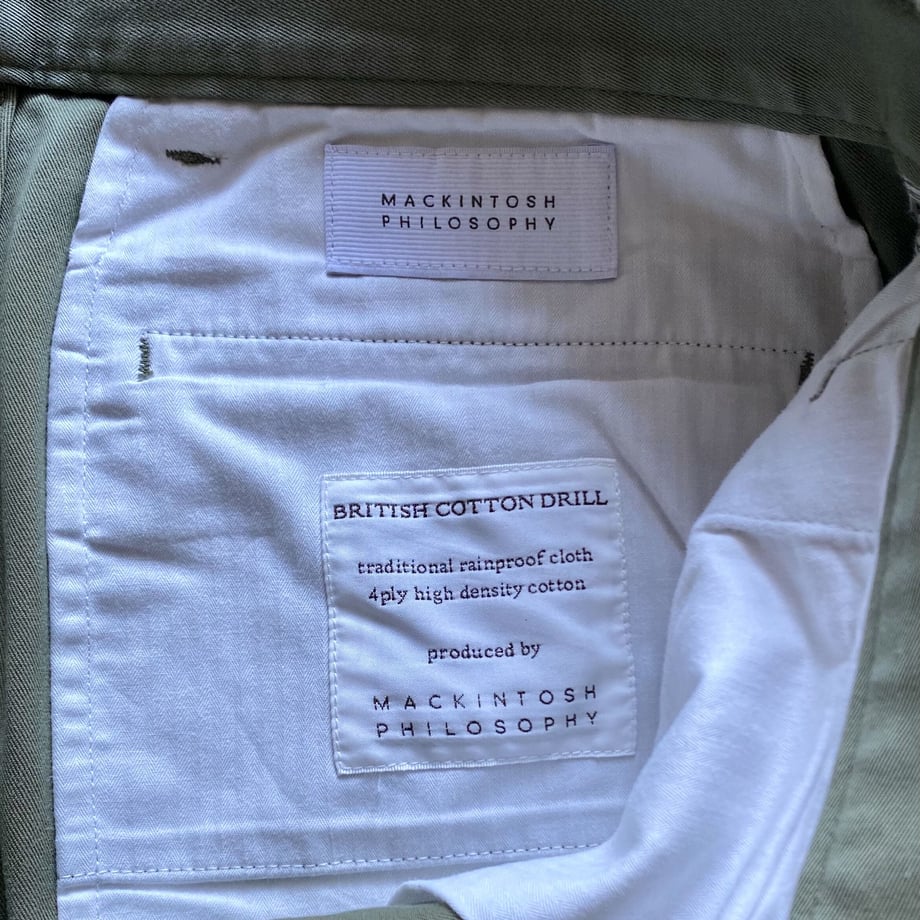 MACKINTOSH
PHILOSOPHY
BRITISH COTTON DRILL
traditional rainproof cloth
4ply high density cotton
produced by
MACKINTOSH
PHILOSOPHY